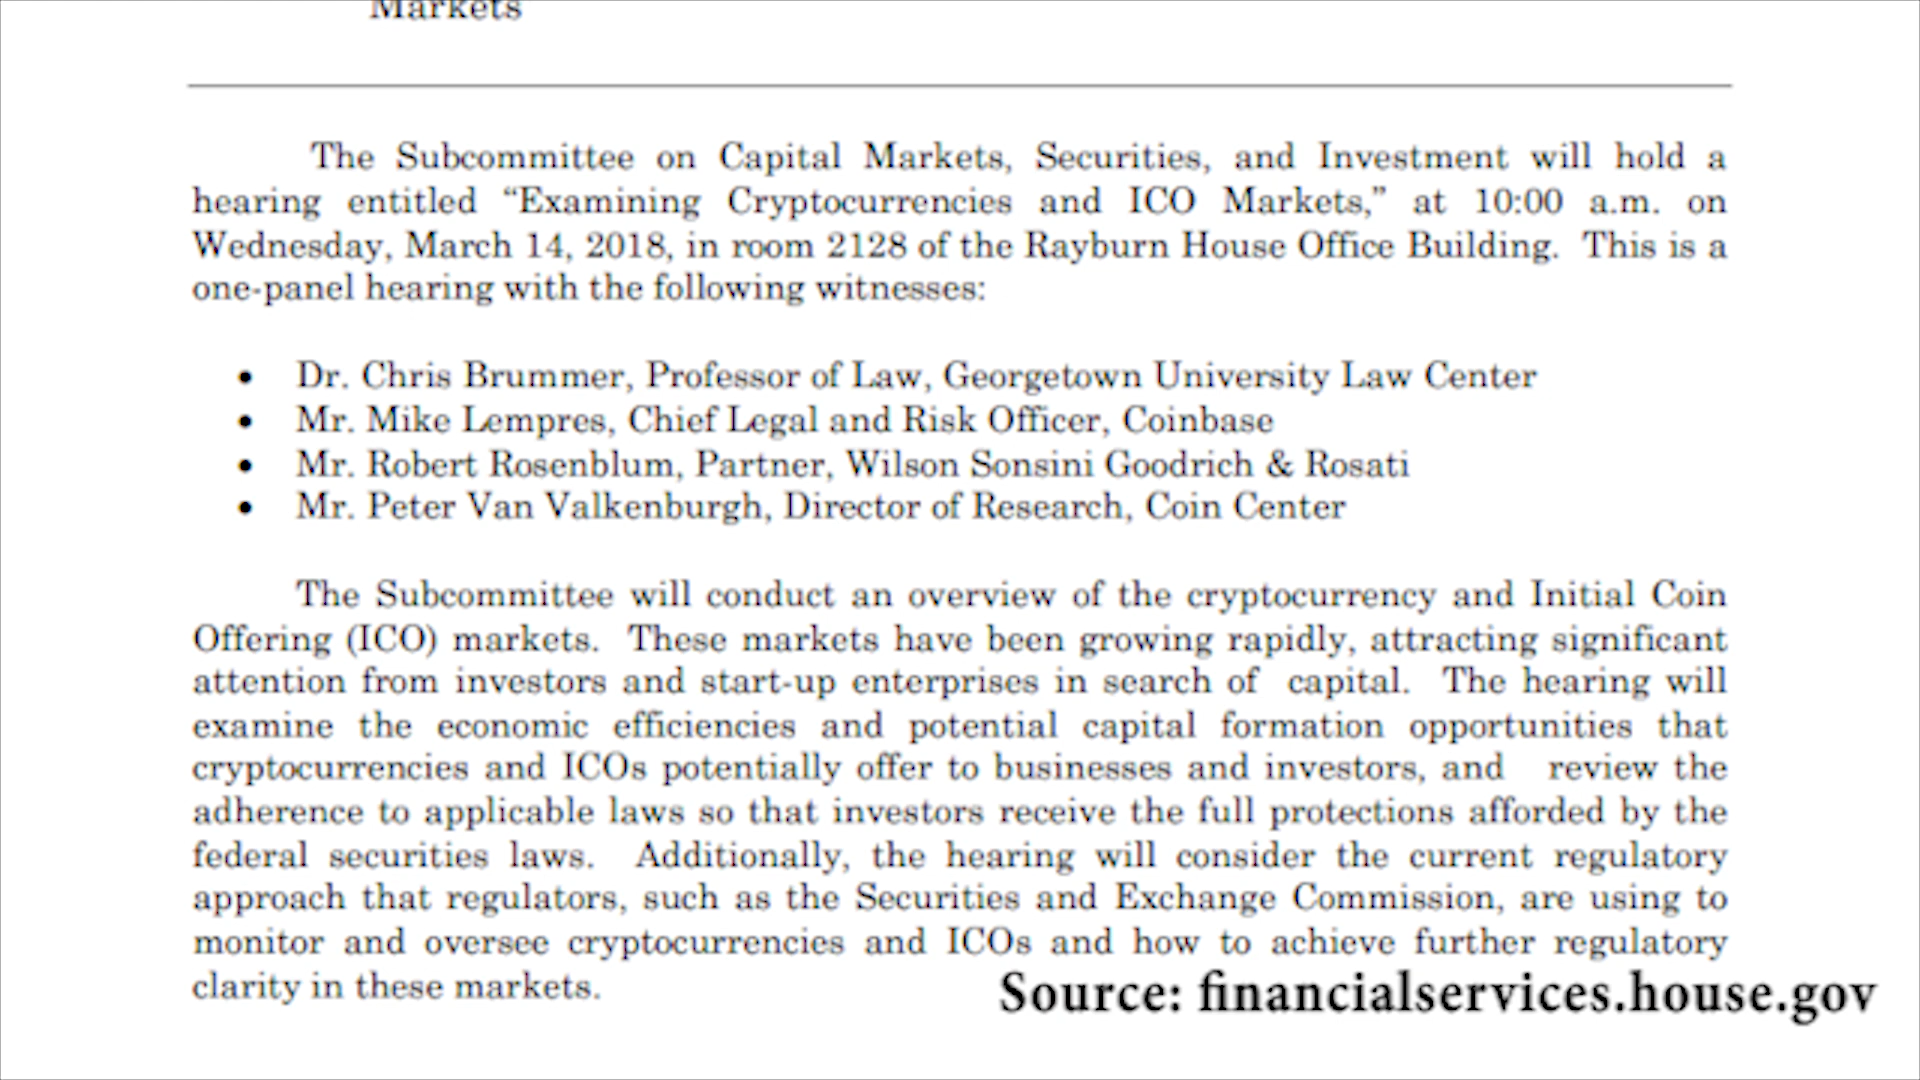 Markets
The Subcommittee on Capital Markets, Securities, and Investment will hold a
hearing entitled “Examining Cryptocurrencies and ICO Markets,” at 10:00 a.m. on
Wednesday, March 14, 2018, in room 2128 of the Rayburn House Office Building. This is a
one-panel hearing with the following witnesses:
• Dr. Chris Brummer, Professor of Law, Georgetown University Law Center
• Mr. Mike Lempres, Chief Legal and Risk Officer, Coinbase
• Mr. Robert Rosenblum, Partner, Wilson Sonsini Goodrich & Rosati
• Mr. Peter Van Valkenburgh, Director of Research, Coin Center
The Subcommittee will conduct an overview of the cryptocurrency and Initial Coin
Offering (ICO) markets. These markets have been growing rapidly, attracting significant
attention from investors and start-up enterprises in search of capital. The hearing will
examine the economic efficiencies and potential capital formation opportunities that
cryptocurrencies and ICOs potentially offer to businesses and investors, and review the
adherence to applicable laws so that investors receive the full protections afforded by the
federal securities laws. Additionally, the hearing will consider the current regulatory
approach that regulators, such as the Securities and Exchange Commission, are using to
monitor and oversee cryptocurrencies and ICOs and how to achieve further regulatory
clarity in these markets.
Source: financialservices.house.gov